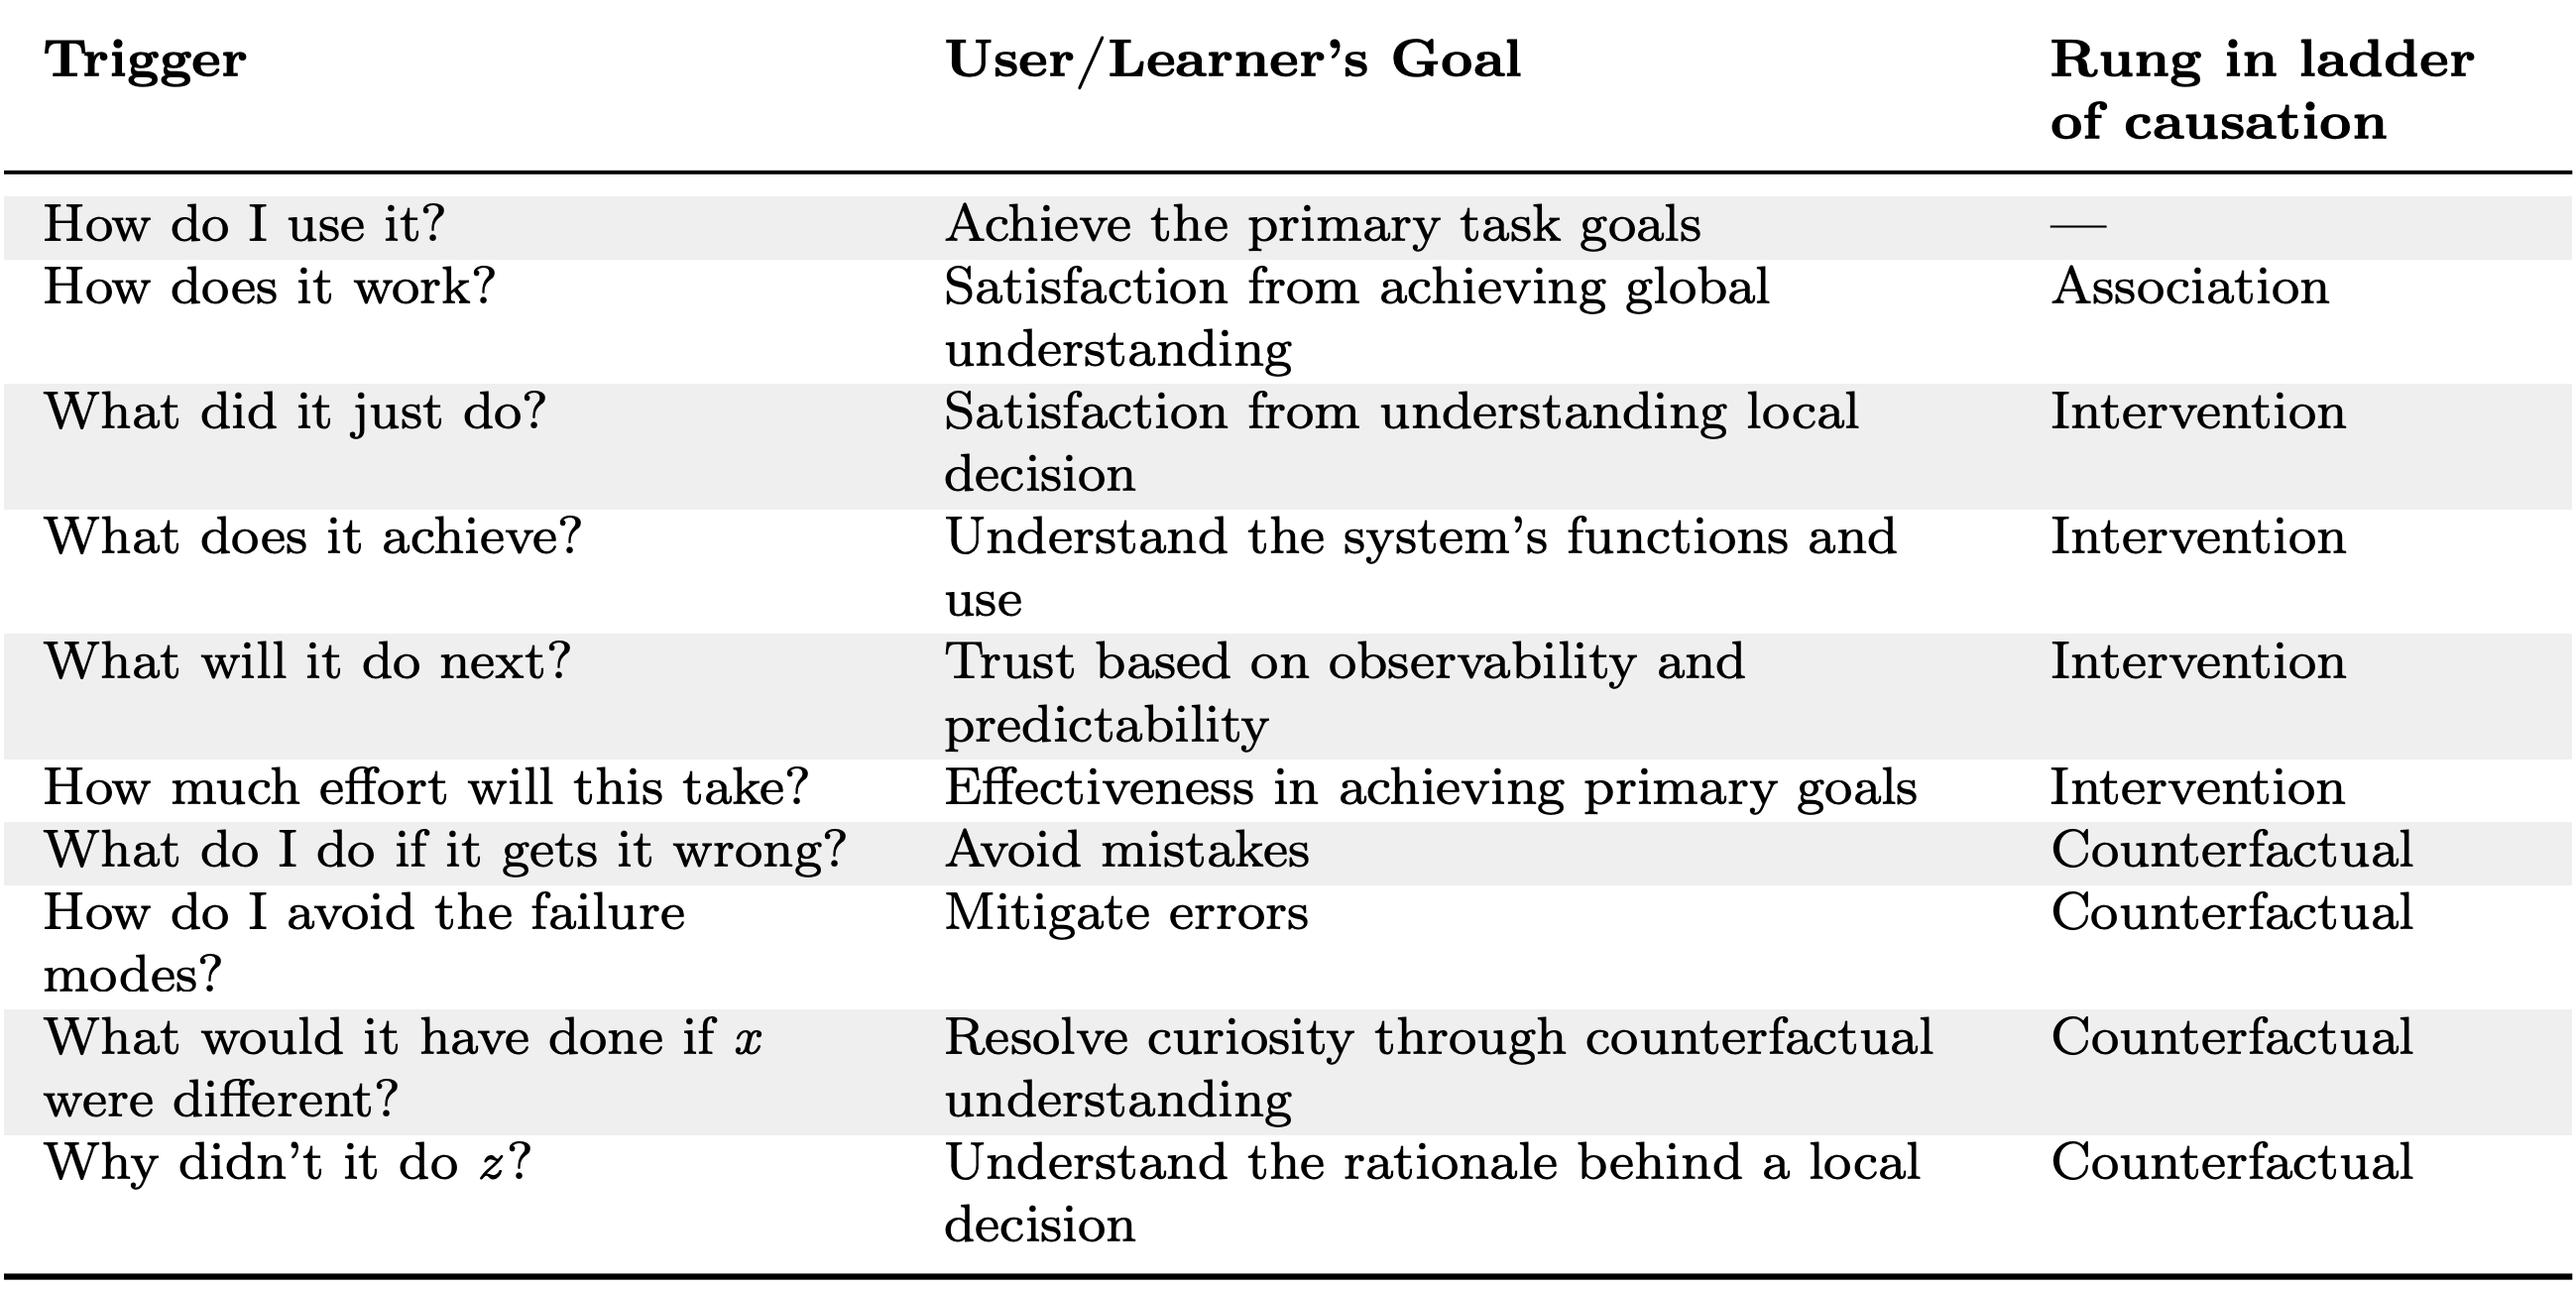 Trigger User/Learner’s Goal Rung in ladder
of causation
How do I use it? Achieve the primary task goals —
How does it work? Satisfaction from achieving global Association
understanding
What did it just do? Satisfaction from understanding local Intervention
decision
What does it achieve? Understand the system’s functions and Intervention
use
What will it do next? Trust based on observability and Intervention
predictability
How much effort will this take? Effectiveness in achieving primary goals Intervention
What do I do if it gets it wrong? Avoid mistakes Counterfactual
How do I avoid the failure Mitigate errors Counterfactual
modes?
What would it have done if x Resolve curiosity through counterfactual Counterfactual
were different? understanding
Why didn’t it do z? Understand the rationale behind a local Counterfactual
decision